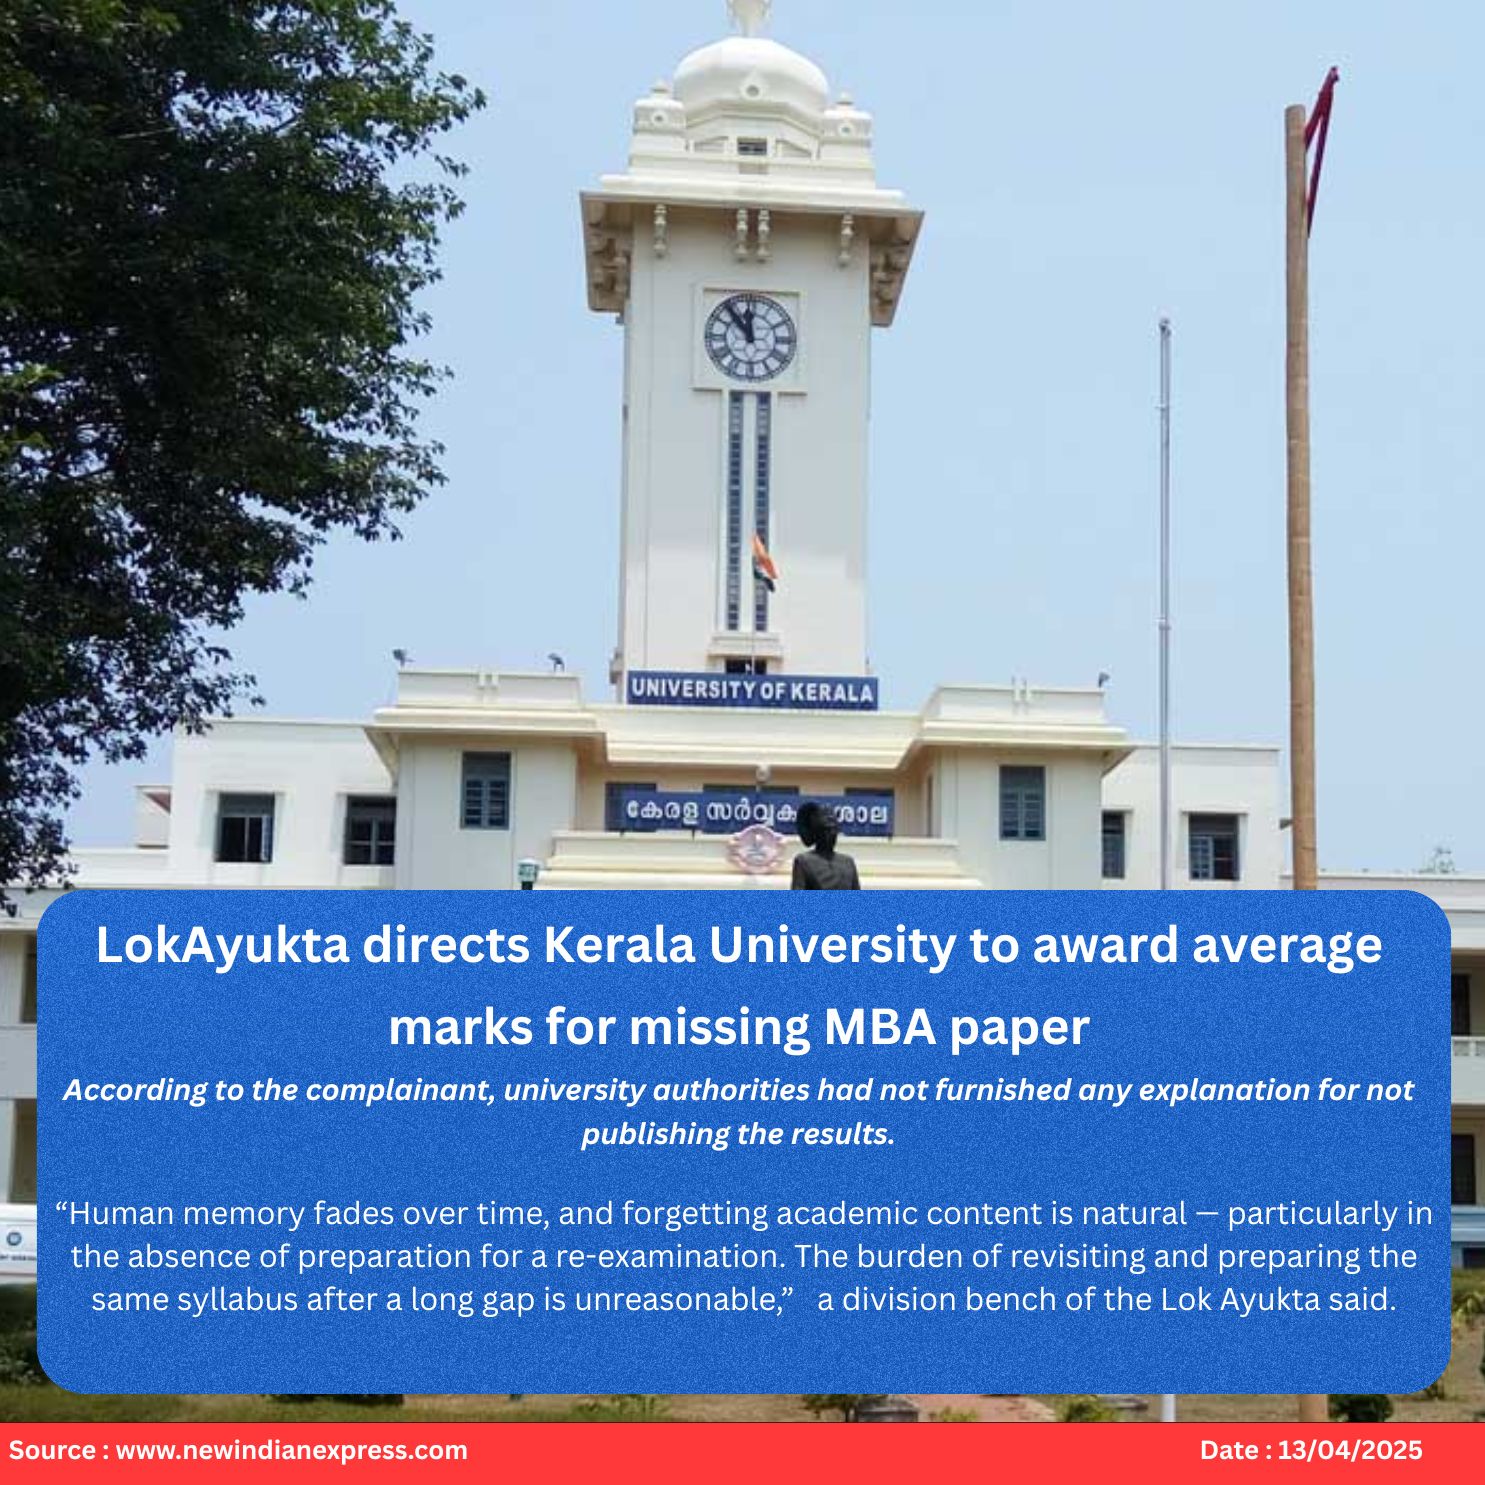 UNIVERSITY OF KERALA
കേരള
LokAyukta directs Kerala University to award average
marks for missing MBA paper
According to the complainant, university authorities had not furnished any explanation for not
publishing the results.
“Human memory fades over time, and forgetting academic content is natural — particularly in
the absence of preparation for a re-examination. The burden of revisiting and preparing the
same syllabus after a long gap is unreasonable,” a division bench of the Lok Ayukta said.
Source : www.newindianexpress.com
Date : 13/04/2025